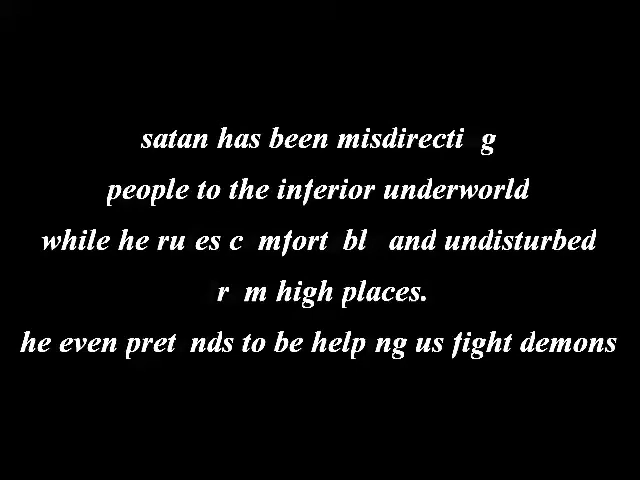 satan has been misdirecti g
people to the inferior underworld
while he ru es c mfort bl and undisturbed
r m high places.
he even pret nds to be help ng us fight demons